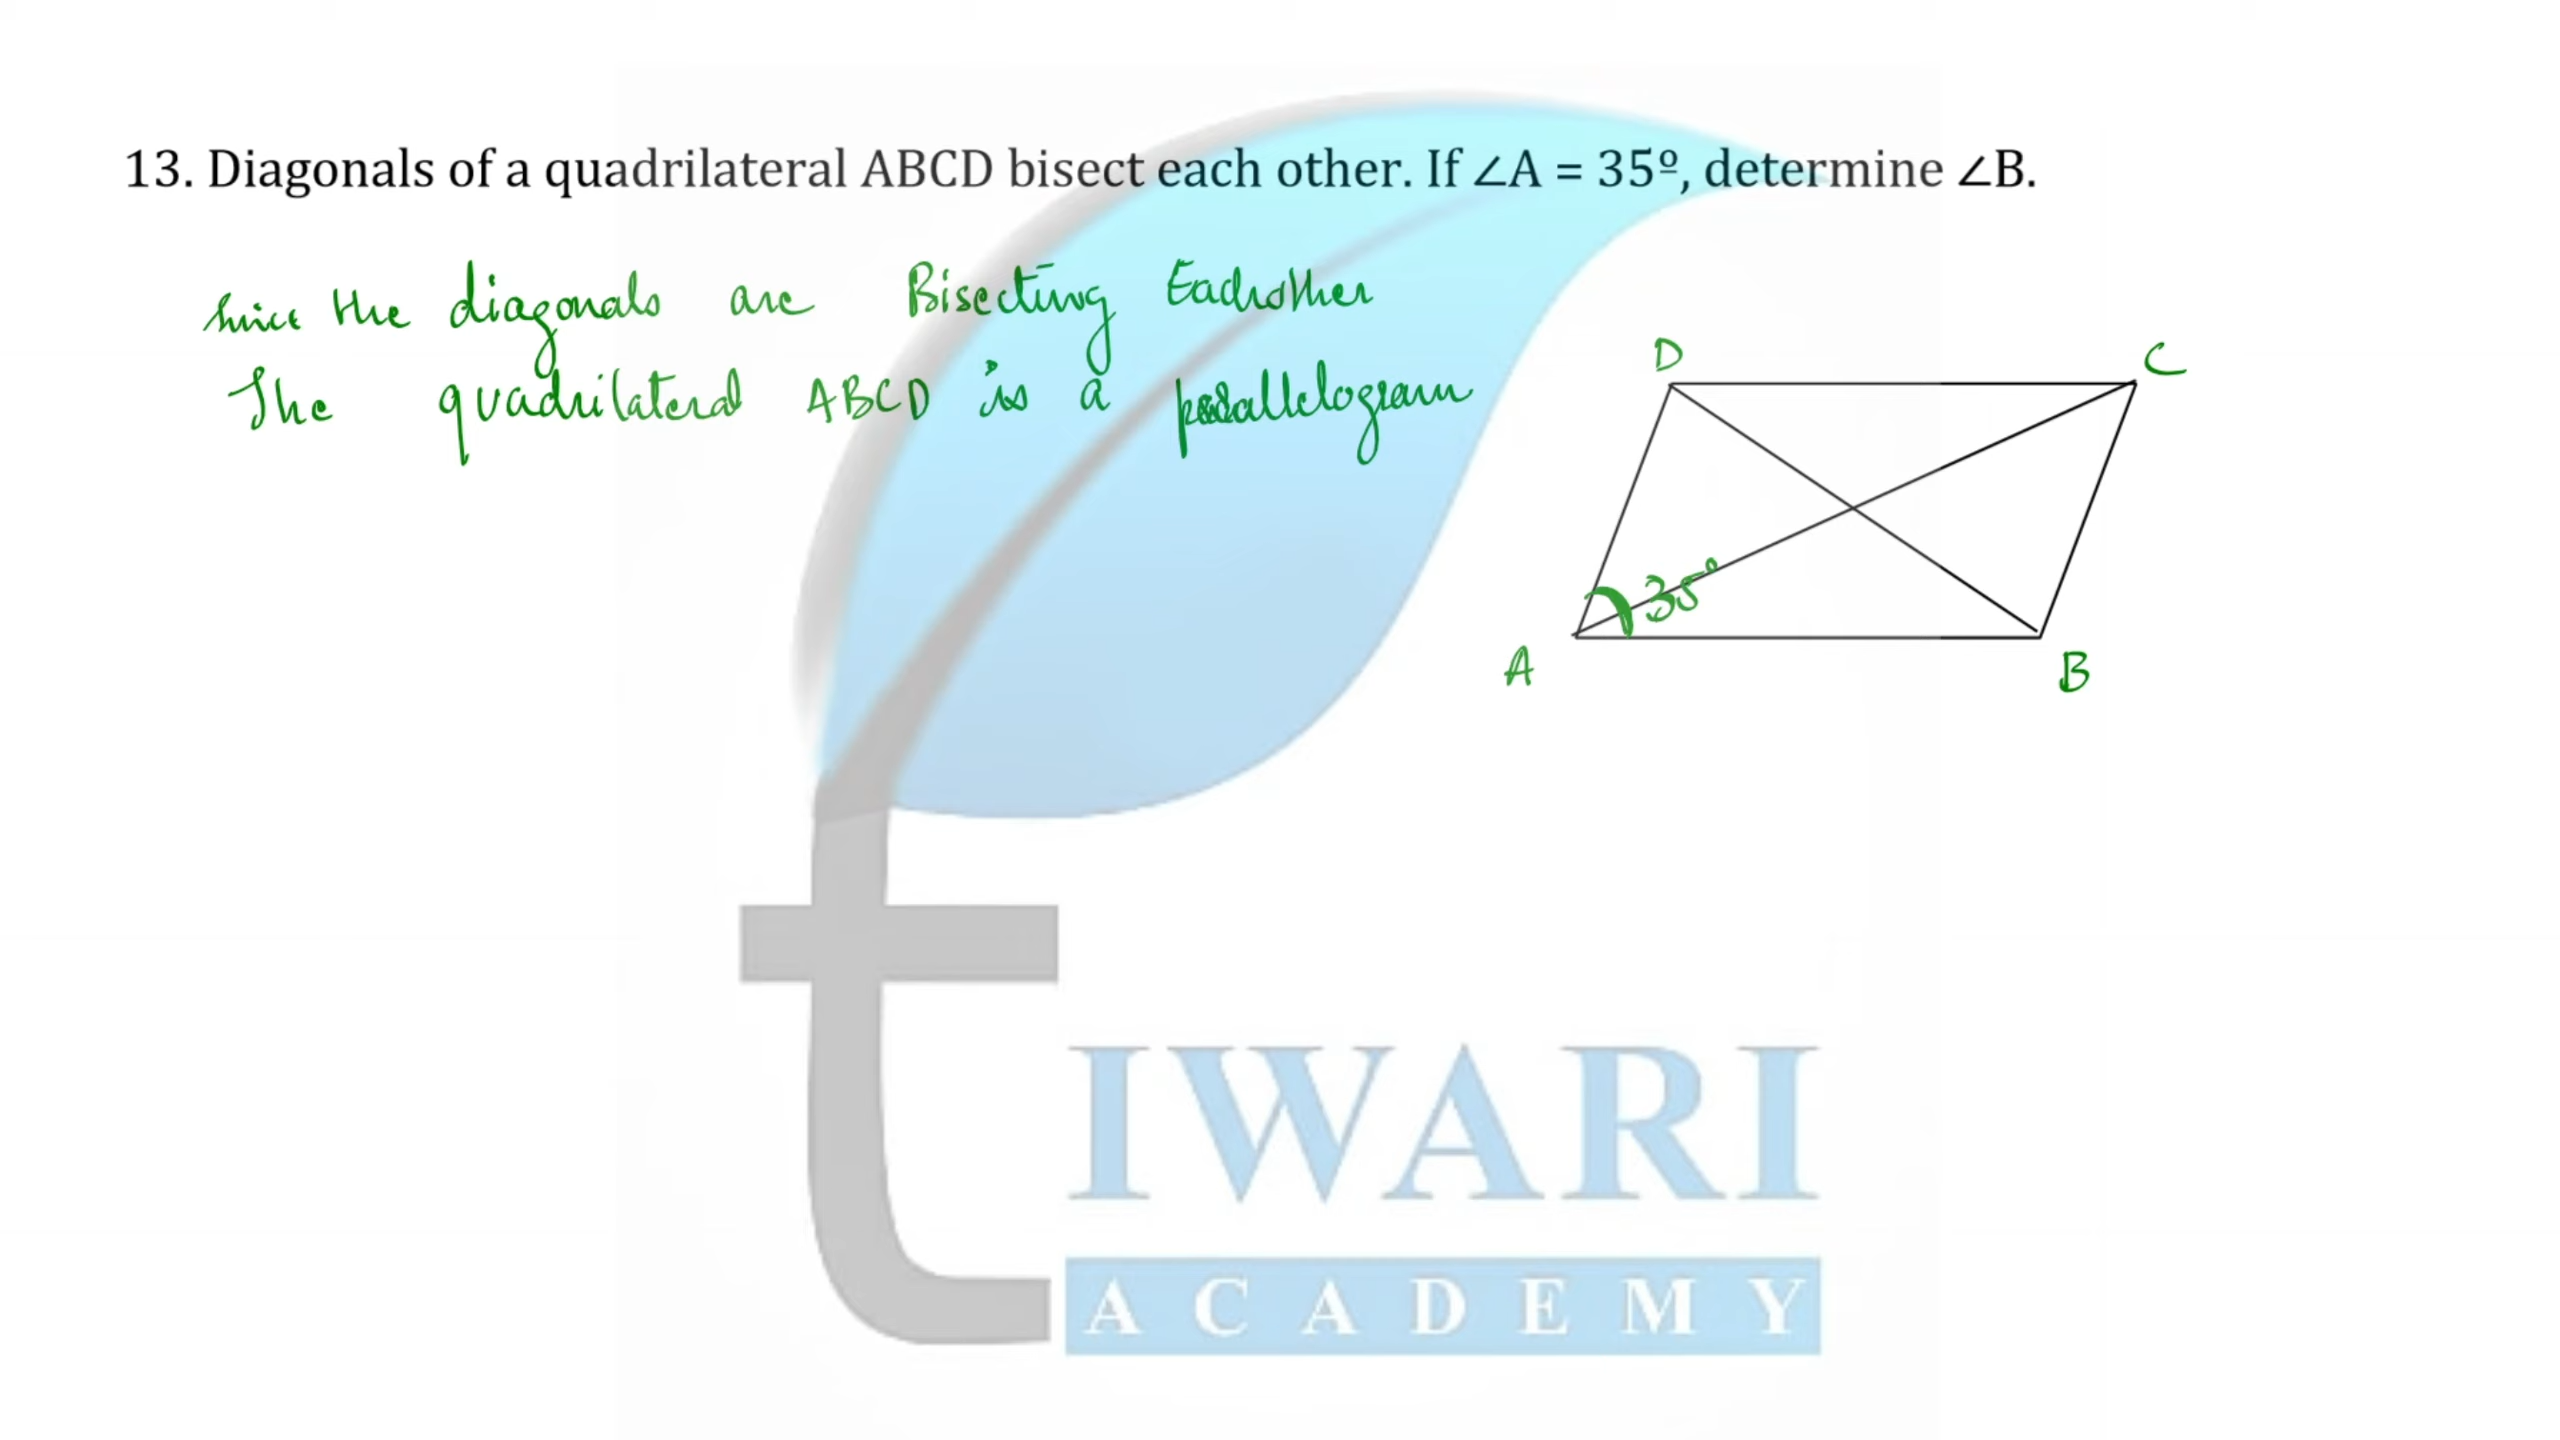 13. Diagonals of a quadrilateral ABCD bisect each other. If ∠A = 35º, determine ∠B.
Since the diagonals are Bisecting Eachother
The quadrilateral ABCD is a parallelogram
D C
35°
A B
tIWARI
ACADEMY